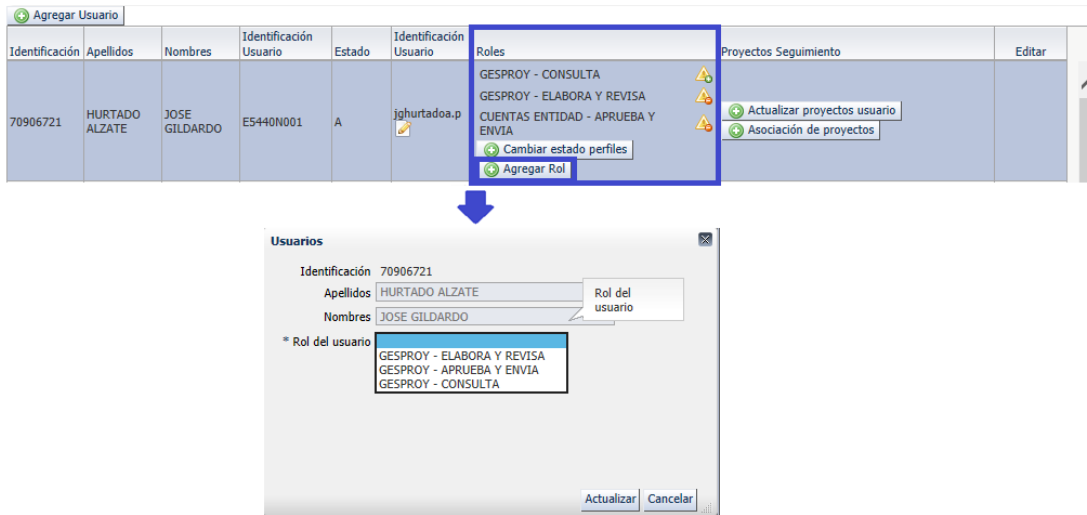 Agregar Usuario
Identificación Apellidos Nombres Identificación Usuario Estado Identificación Usuario Roles Proyectos Seguimiento Editar
70906721 HURTADO ALZATE JOSE GILDARDO E5440N001 A jghurtadoa.p
GESPROY - CONSULTA
GESPROY - ELABORA Y REVISA
CUENTAS ENTIDAD - APRUEBA Y
ENVIA
Cambiar estado perfiles
Agregar Rol
Actualizar proyectos usuario
Asociación de proyectos
Usuarios
Identificación 70906721
Apellidos HURTADO ALZATE
Nombres JOSE GILDARDO
Rol del
usuario
* Rol del usuario
GESPROY - ELABORA Y REVISA
GESPROY - APRUEBA Y ENVIA
GESPROY - CONSULTA
Actualizar Cancelar